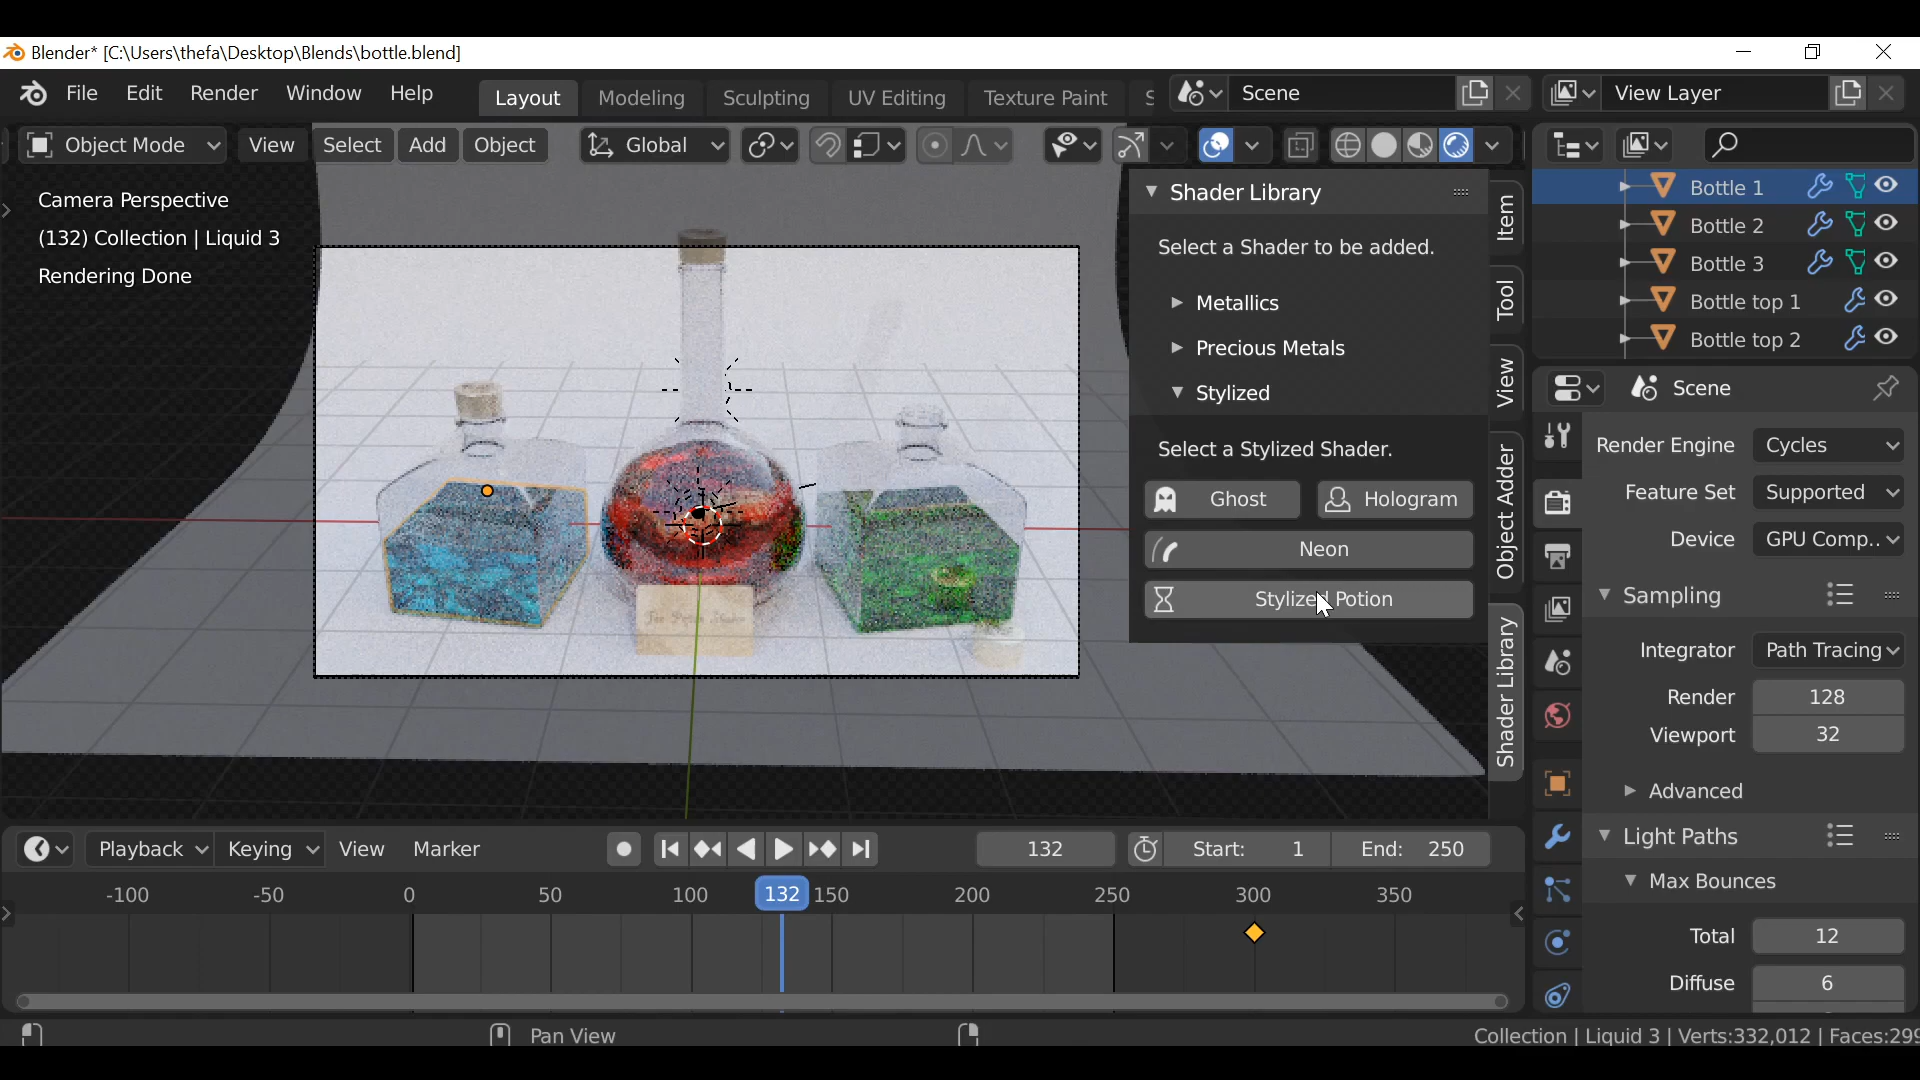 Blender* [C:\Users\thefa\Desktop\Blends\bottle.blend]
File Edit Render Window Help Layout Modeling Sculpting UV Editing Texture Paint S Scene View Layer
Object Mode View Select Add Object Global
Camera Perspective
(132) Collection | Liquid 3
Rendering Done
Shader Library
Select a Shader to be added.
Metallics
Precious Metals
Stylized
Select a Stylized Shader.
Ghost Hologram
Neon
Stylized Potion
Item
Tool
View
Object Adder
Shader Library
Bottle 1
Bottle 2
Bottle 3
Bottle top 1
Bottle top 2
Scene
Render Engine Cycles
Feature Set Supported
Device GPU Comp..
Sampling
Integrator Path Tracing
Render 128
Viewport 32
Advanced
Light Paths
Max Bounces
Total 12
Diffuse 6
Playback Keying View Marker 132 Start: 1 End: 250
-100 -50 0 50 100 132 150 200 250 300 350
Pan View
Collection | Liquid 3 | Verts:332,012 | Faces:299